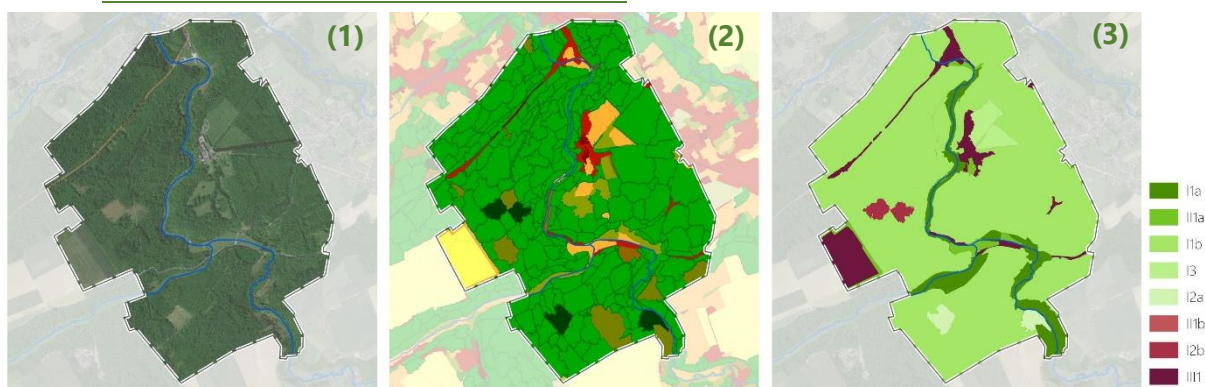 (1)
(2)
(3)
I1a
II1a
I1b
I3
I2a
II1b
I2b
III1